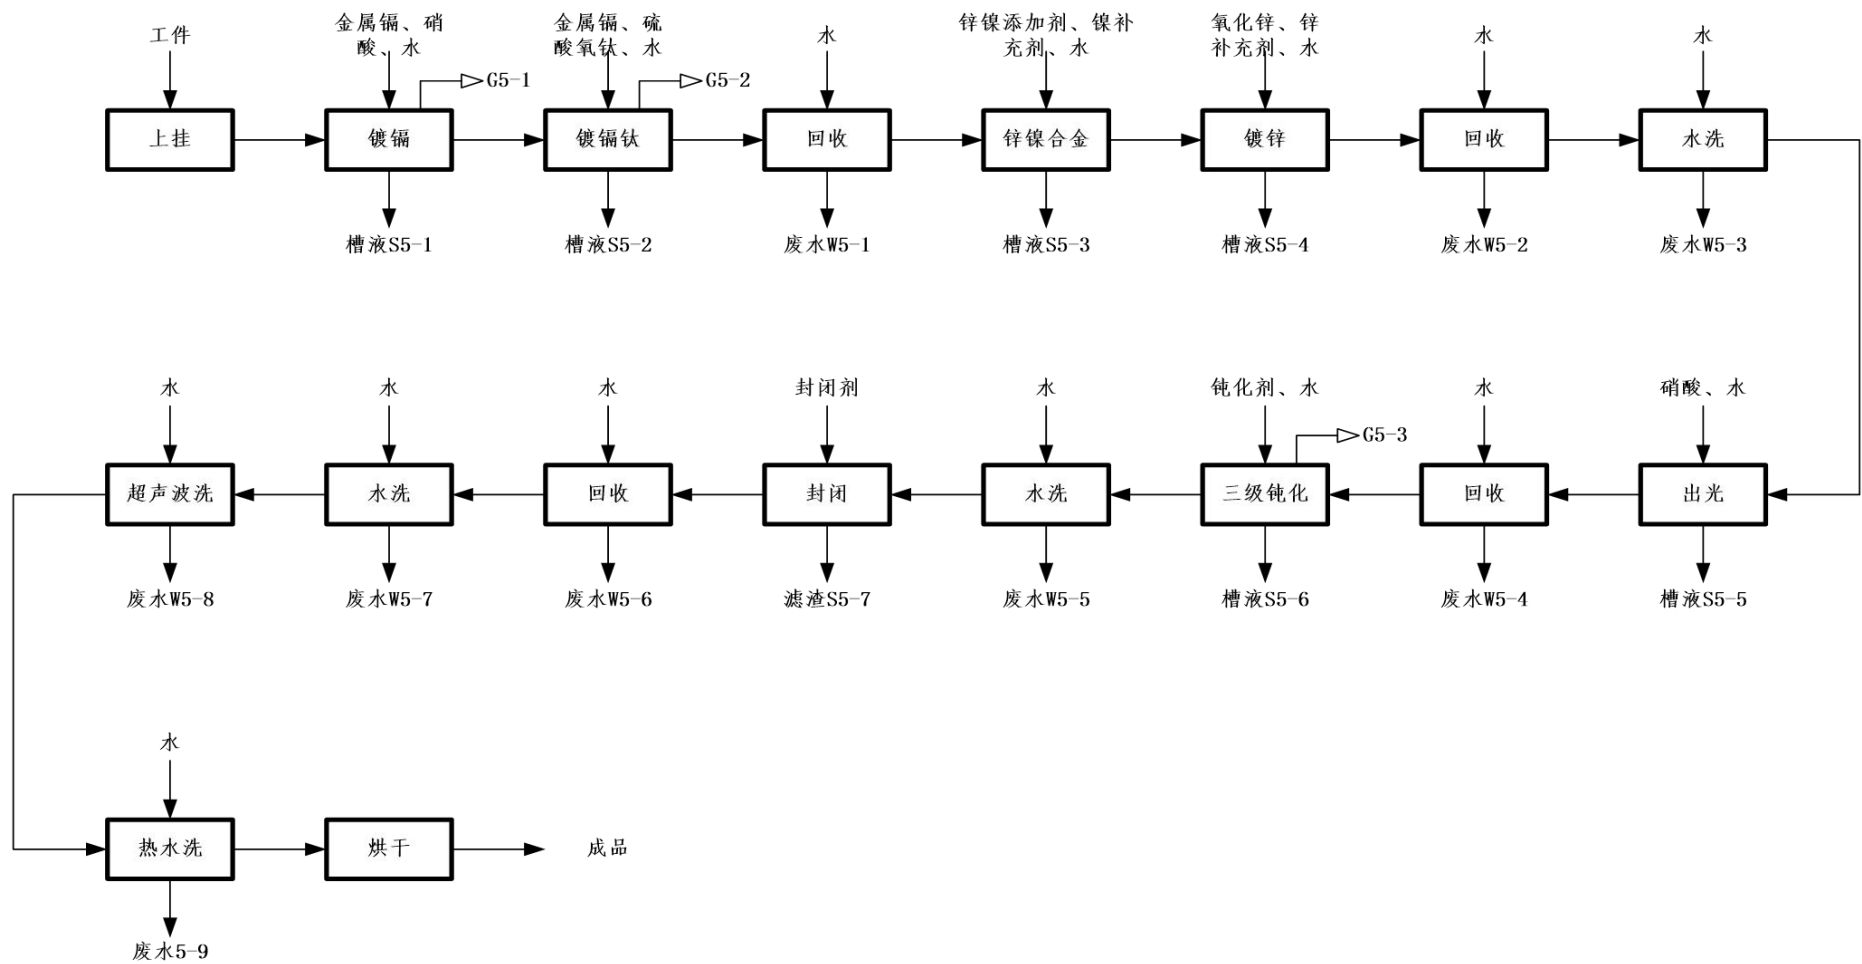 工件
金属镉、硝
酸、水
金属镉、硫
酸氧钛、水
水
锌镍添加剂、镍补
充剂、水
氧化锌、锌
补充剂、水
水
水
G5-1
G5-2
上挂
镀镉
镀镉钛
回收
锌镍合金
镀锌
回收
水洗
槽液S5-1
槽液S5-2
废水W5-1
槽液S5-3
槽液S5-4
废水W5-2
废水W5-3
水
水
水
封闭剂
水
钝化剂、水
水
硝酸、水
G5-3
超声波洗
水洗
回收
封闭
水洗
三级钝化
回收
出光
废水W5-8
废水W5-7
废水W5-6
滤渣S5-7
废水W5-5
槽液S5-6
废水W5-4
槽液S5-5
水
热水洗
烘干
成品
废水5-9